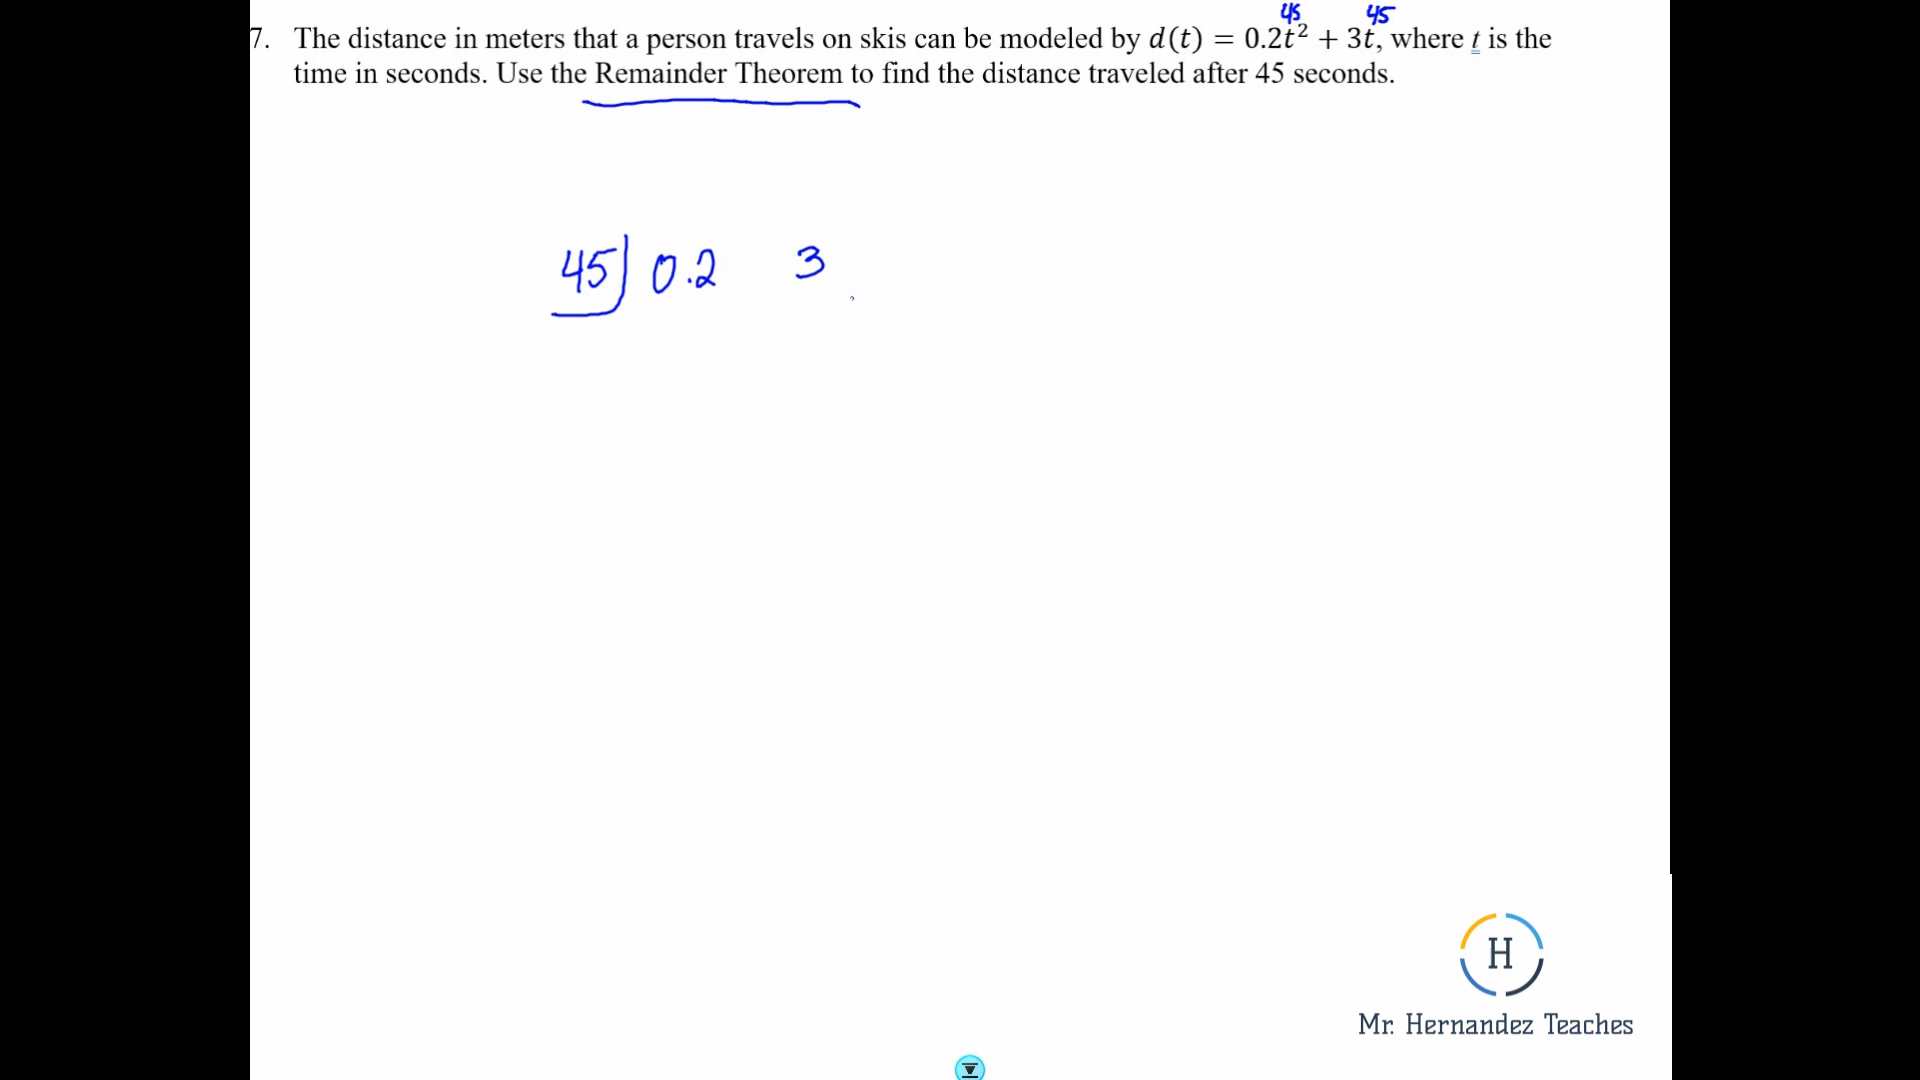 45 45
7. The distance in meters that a person travels on skis can be modeled by d(t) = 0.2t² + 3t, where t is the
time in seconds. Use the Remainder Theorem to find the distance traveled after 45 seconds.
45 0.2 3
H
Mr. Hernandez Teaches